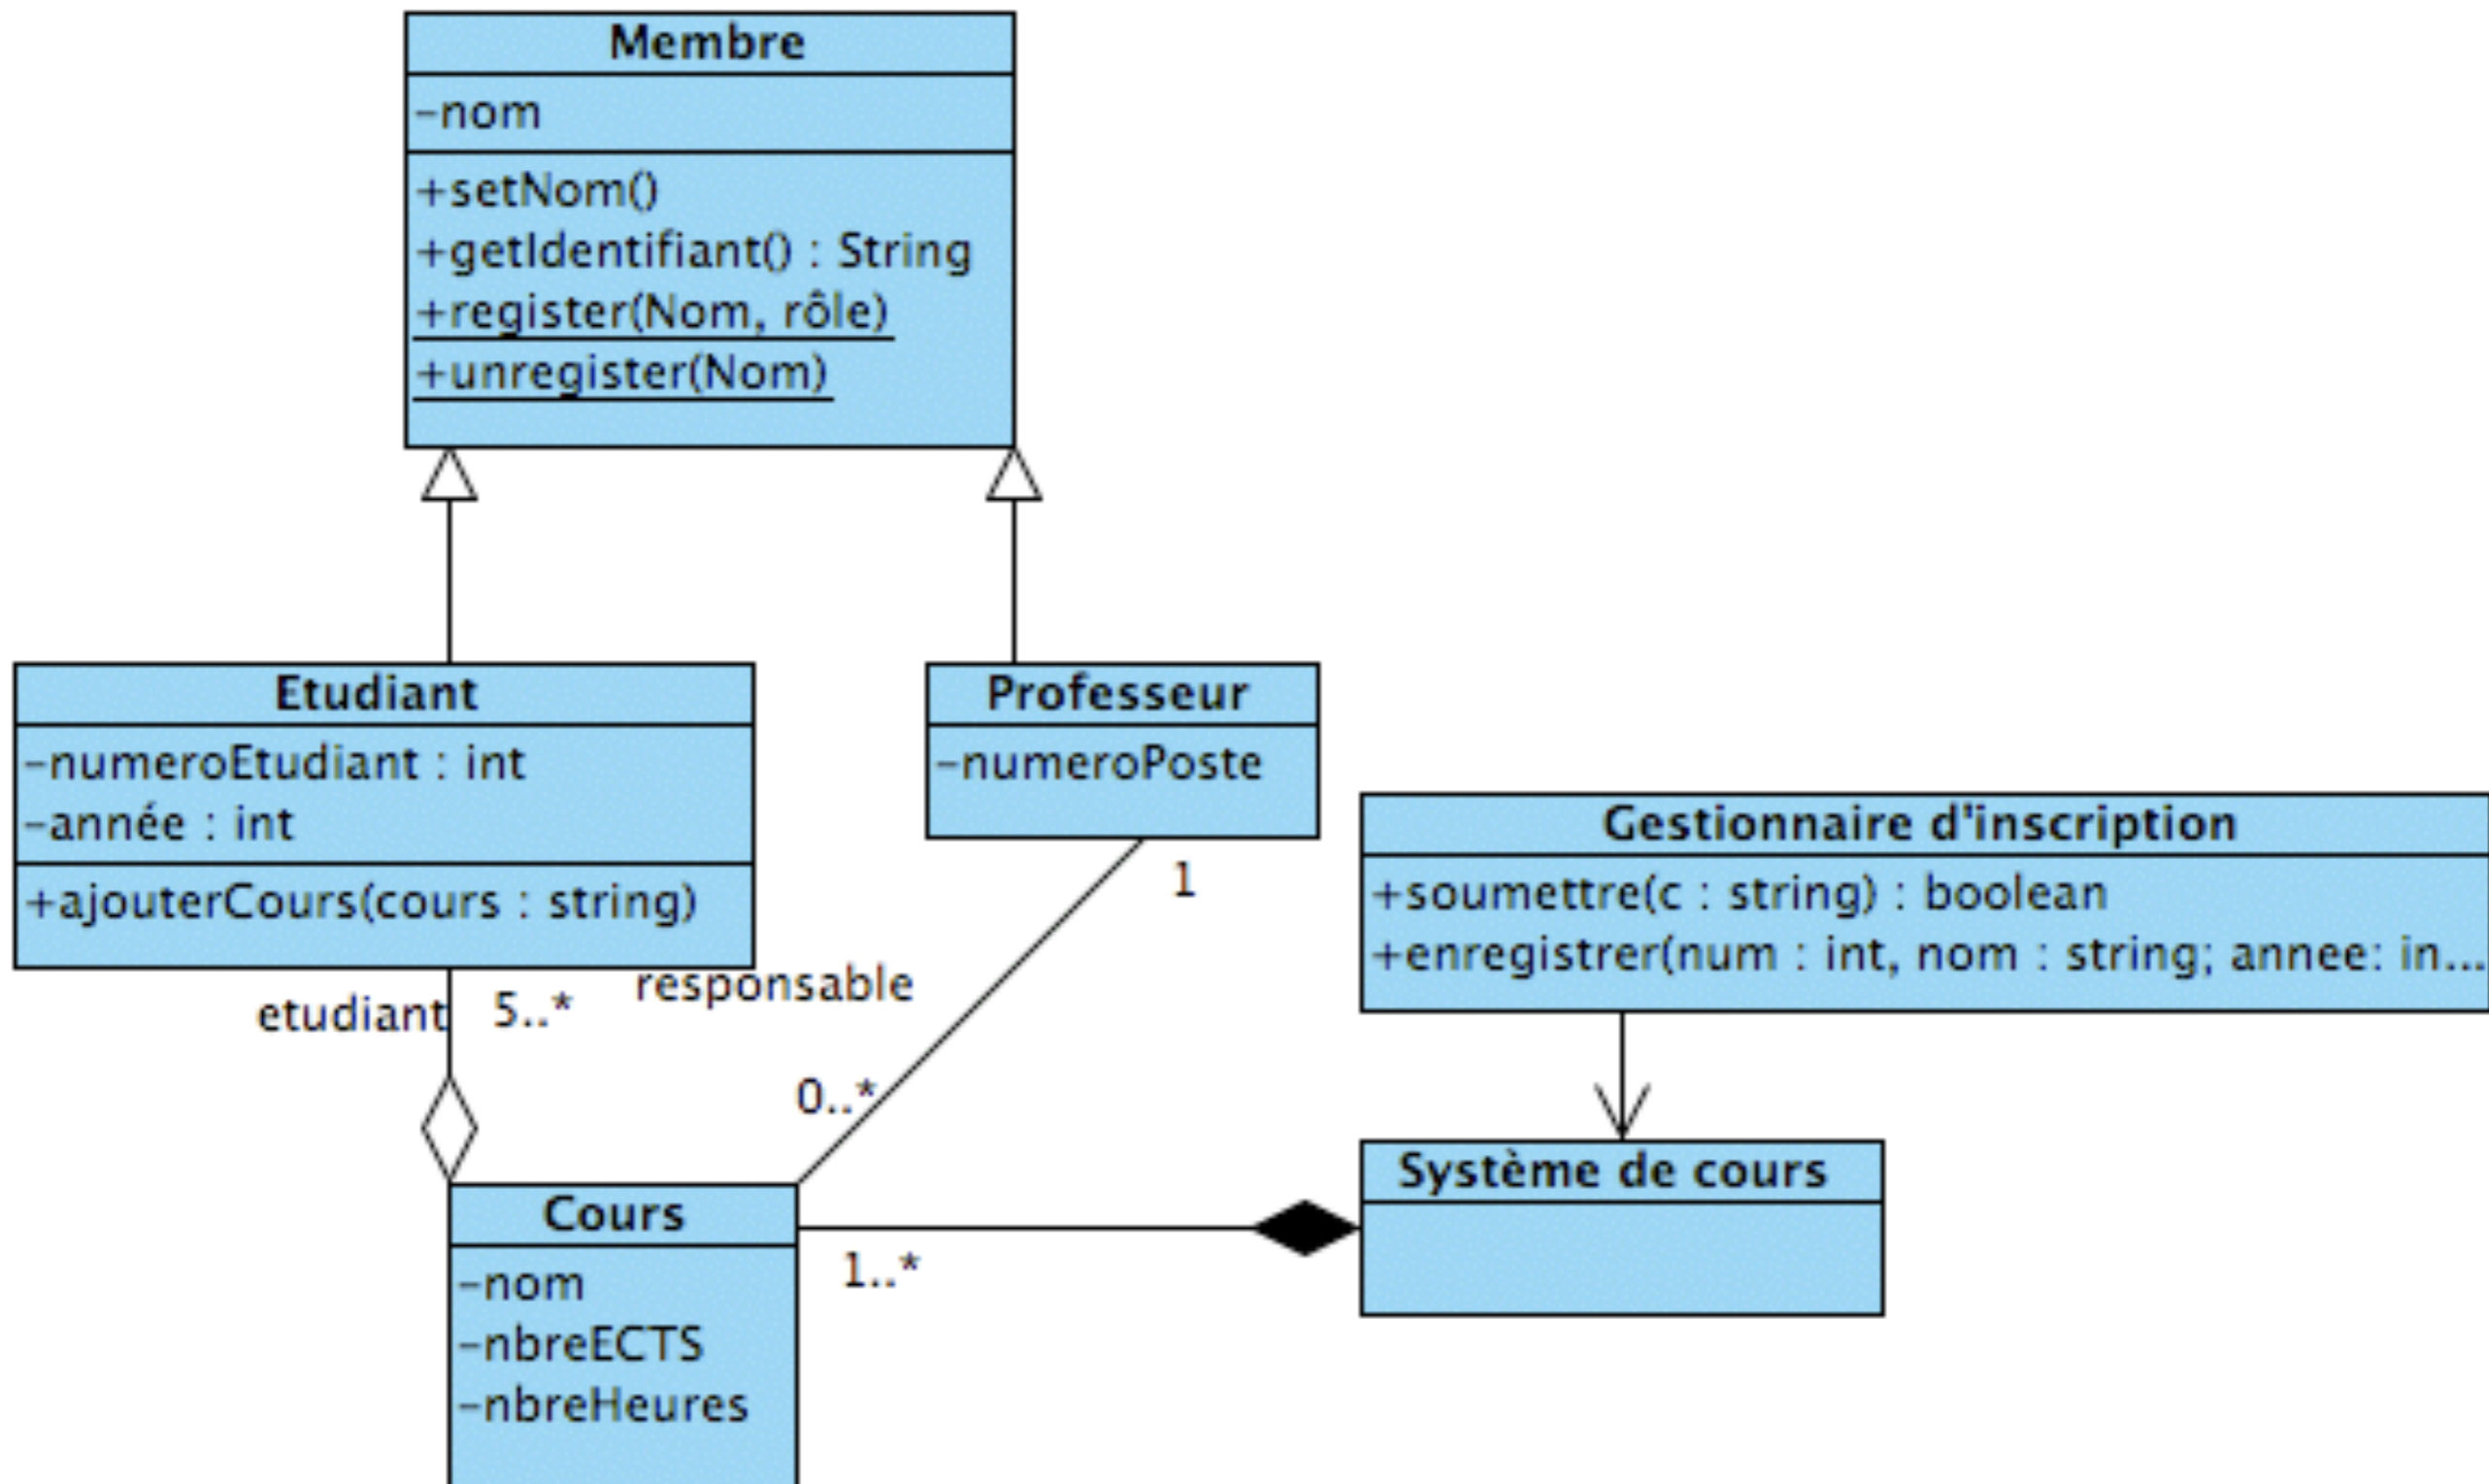 Membre
-nom
+setNom()
+getIdentifiant() : String
+register(Nom, rôle)
+unregister(Nom)
Etudiant
-numeroEtudiant : int
-année : int
+ajouterCours(cours : string)
Professeur
-numeroPoste
Gestionnaire d'inscription
+soumettre(c : string) : boolean
+enregistrer(num : int, nom : string; annee: in...
1
responsable
etudiant
5..*
0..*
Système de cours
Cours
-nom
-nbreECTS
-nbreHeures
1..*